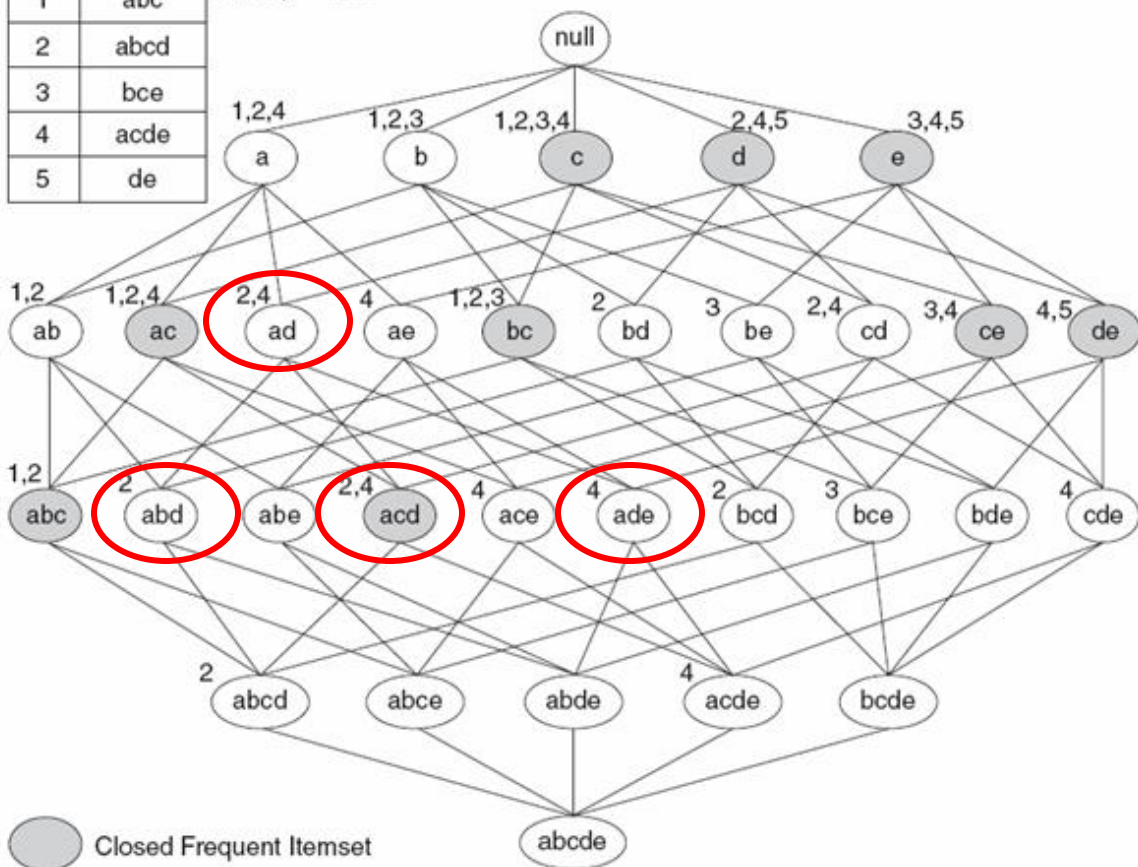 1 abc
2 abcd
3 bce
4 acde
5 de
null
1,2,4 1,2,3 1,2,3,4 2,4,5 3,4,5
a b c d e
1,2 1,2,4 2,4 4 1,2,3 2 3 2,4 3,4 4,5
ab ac ad ae bc bd be cd ce de
1,2 2 2,4 4 4 2 3 4
abc abd abe acd ace ade bcd bce bde cde
2 4
abcd abce abde acde bcde
abcde
Closed Frequent Itemset